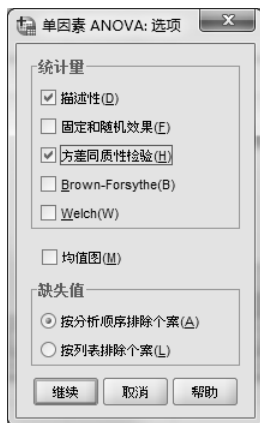 单因素 ANOVA: 选项
统计量
描述性(D)
固定和随机效果(F)
方差同质性检验(H)
Brown-Forsythe(B)
Welch(W)
均值图(M)
缺失值
按分析顺序排除个案(A)
按列表排除个案(L)
继续 取消 帮助